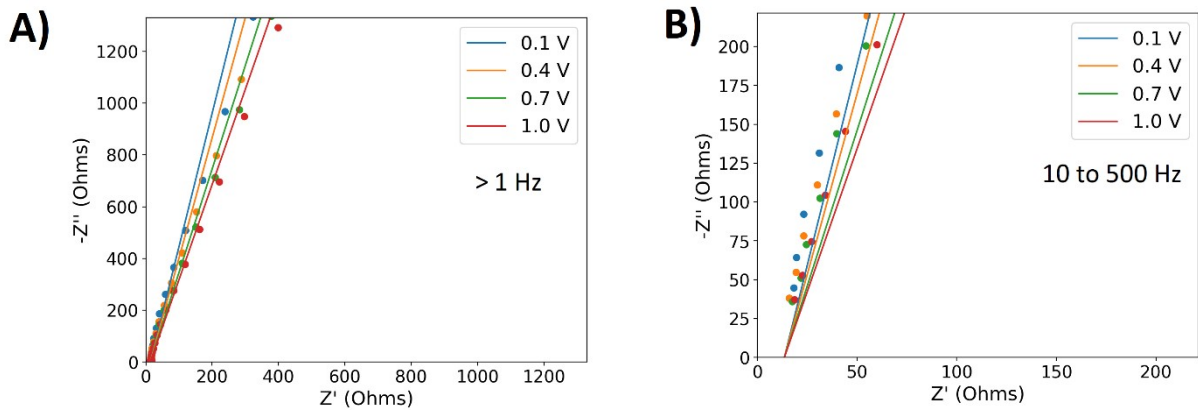 A)
0.1 V
0.4 V
0.7 V
1.0 V
> 1 Hz
-Z'' (Ohms)
1200
1000
800
600
400
200
0
0 200 400 600 800 1000 1200
Z' (Ohms)
B)
0.1 V
0.4 V
0.7 V
1.0 V
10 to 500 Hz
-Z'' (Ohms)
200
175
150
125
100
75
50
25
0
0 50 100 150 200
Z' (Ohms)